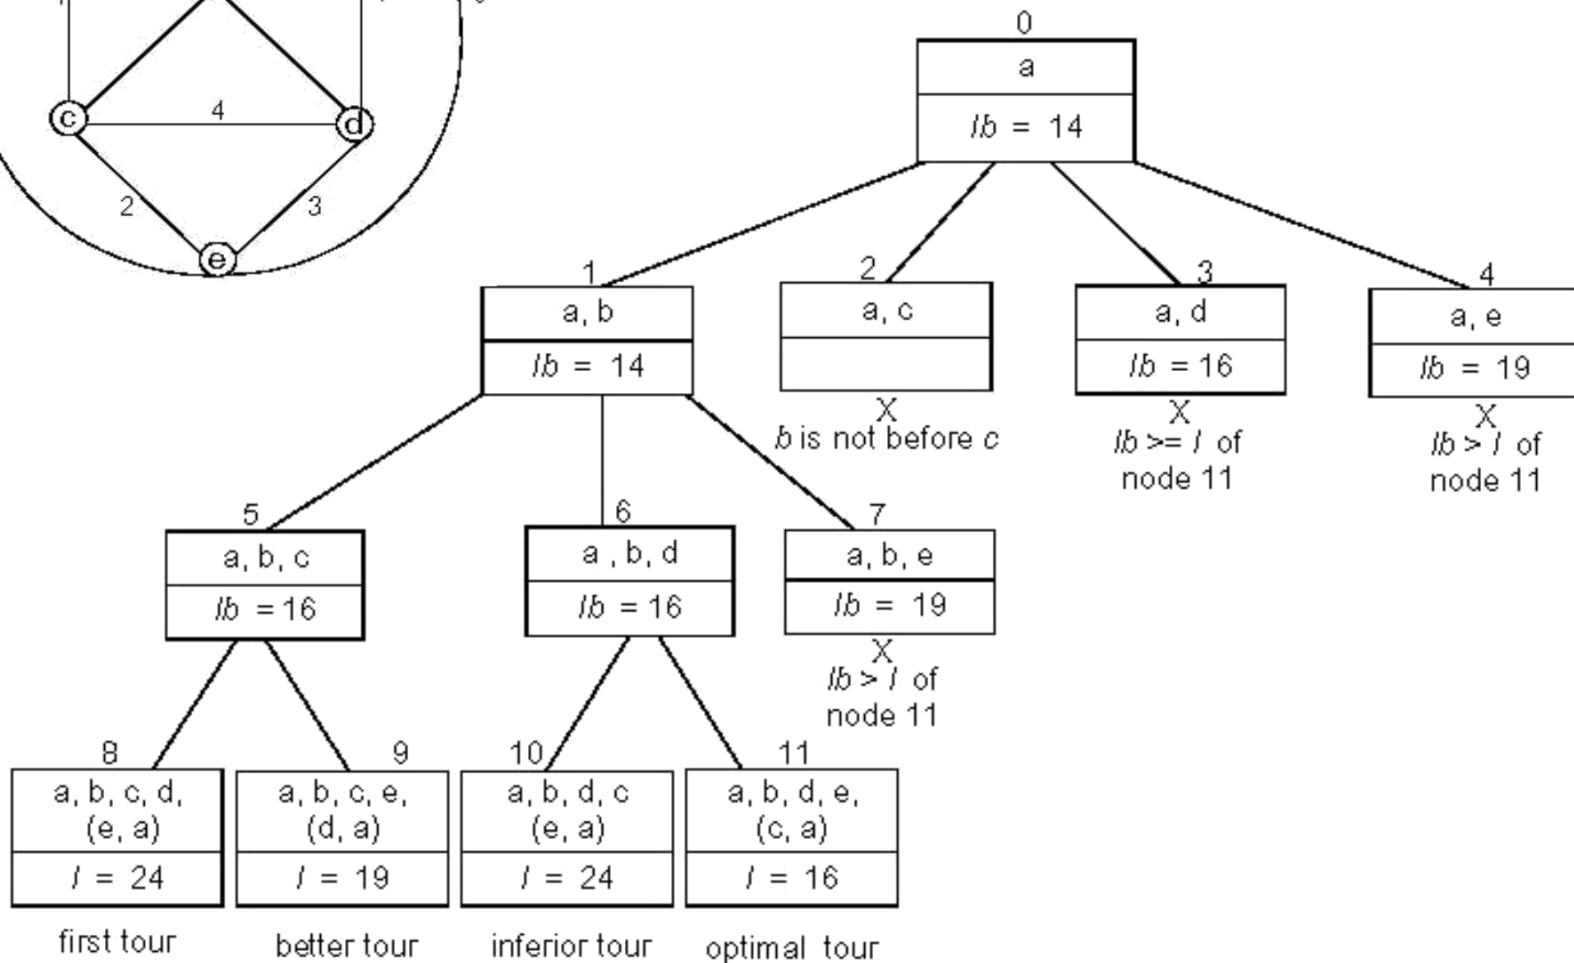 0
a
lb = 14
c
4
d
2
3
e
1
2
3
4
a, b
a, c
a, d
a, e
lb = 14
lb = 16
lb = 19
X
X
X
b is not before c
lb >= l of
node 11
lb > l of
node 11
5
6
7
a, b, c
a , b, d
a, b, e
lb = 16
lb = 16
lb = 19
X
lb > l of
node 11
8
9
10
11
a, b, c, d,
(e, a)
a, b, c, e,
(d, a)
a, b, d, c
(e, a)
a, b, d, e,
(c, a)
l = 24
l = 19
l = 24
l = 16
first tour
better tour
inferior tour
optimal tour